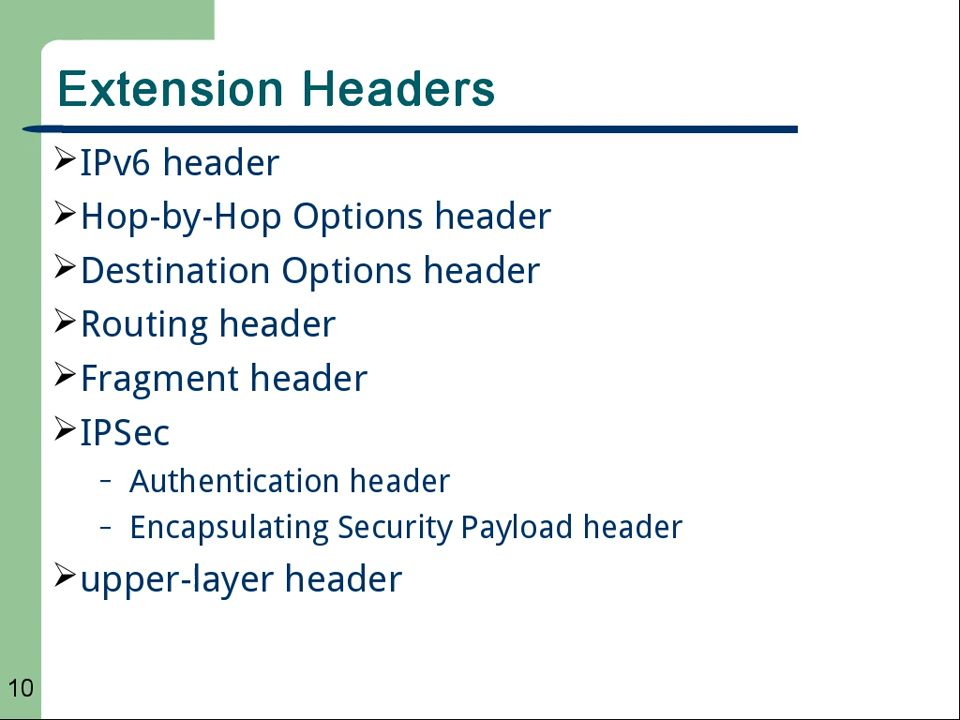 Extension Headers
➢IPv6 header
➢Hop-by-Hop Options header
➢Destination Options header
➢Routing header
➢Fragment header
➢IPSec
– Authentication header
– Encapsulating Security Payload header
➢upper-layer header
10